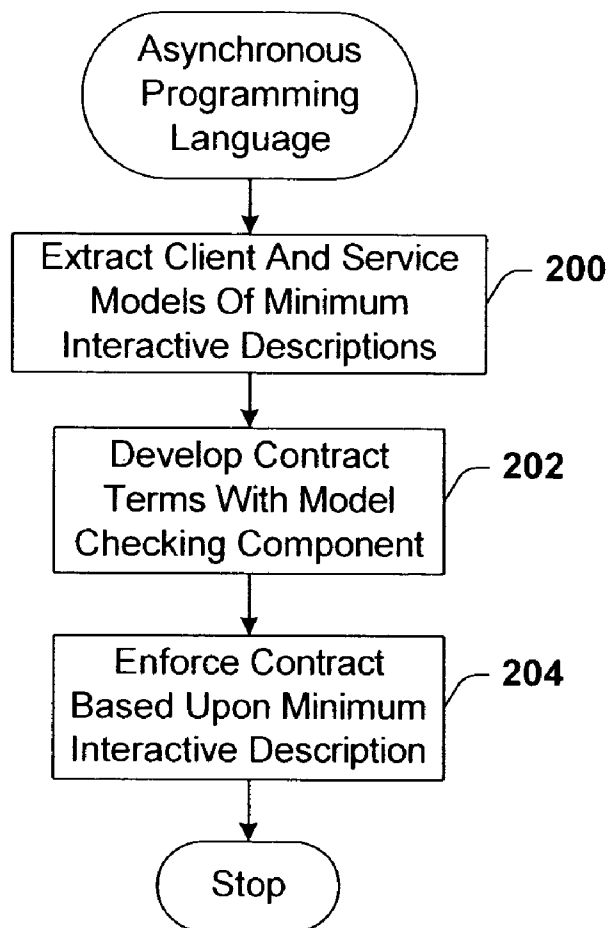 Asynchronous
Programming
Language
Extract Client And Service
Models Of Minimum
Interactive Descriptions
200
Develop Contract
Terms With Model
Checking Component
202
Enforce Contract
Based Upon Minimum
Interactive Description
204
Stop